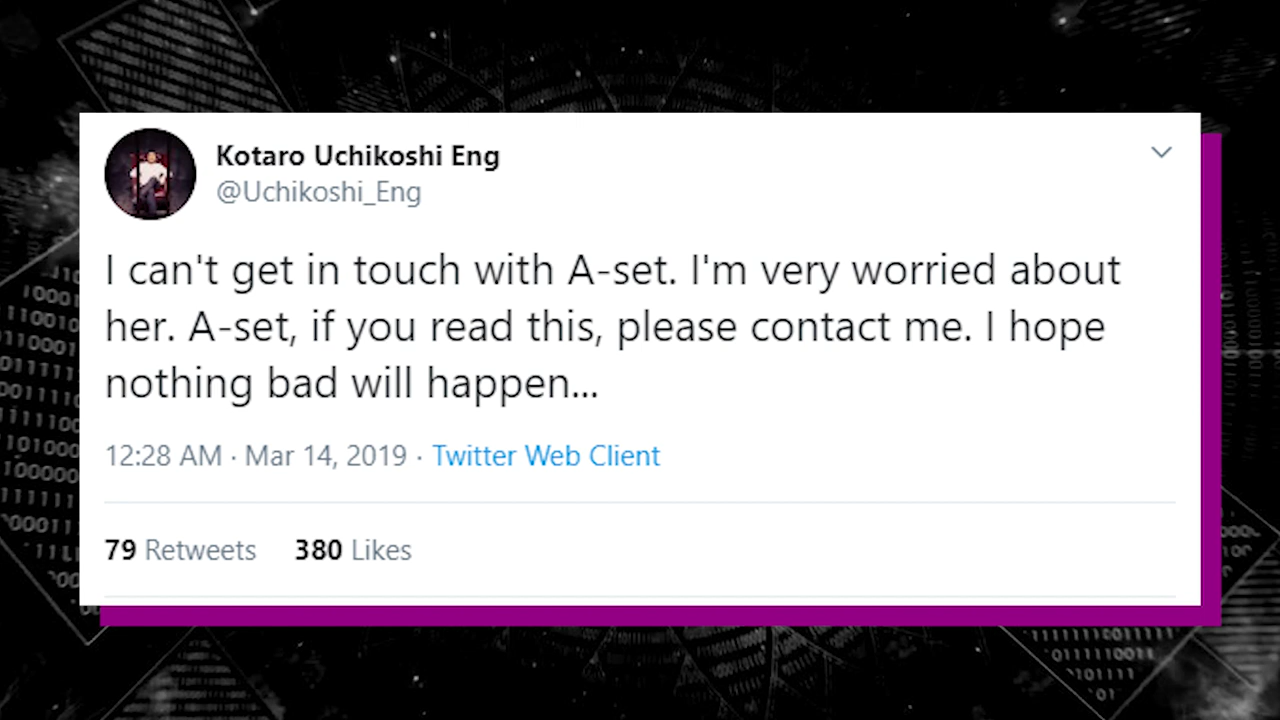 Kotaro Uchikoshi Eng
@Uchikoshi_Eng
I can't get in touch with A-set. I'm very worried about
her. A-set, if you read this, please contact me. I hope
nothing bad will happen...
12:28 AM · Mar 14, 2019 · Twitter Web Client
79 Retweets 380 Likes